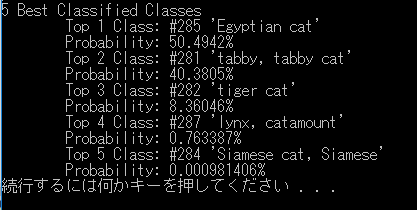 5 Best Classified Classes
Top 1 Class: #285 'Egyptian cat'
Probability: 50.4942%
Top 2 Class: #281 'tabby, tabby cat'
Probability: 40.3805%
Top 3 Class: #282 'tiger cat'
Probability: 8.36046%
Top 4 Class: #287 'lynx, catamount'
Probability: 0.763387%
Top 5 Class: #284 'Siamese cat, Siamese'
Probability: 0.000981406%
続行するには何かキーを押してください . . .